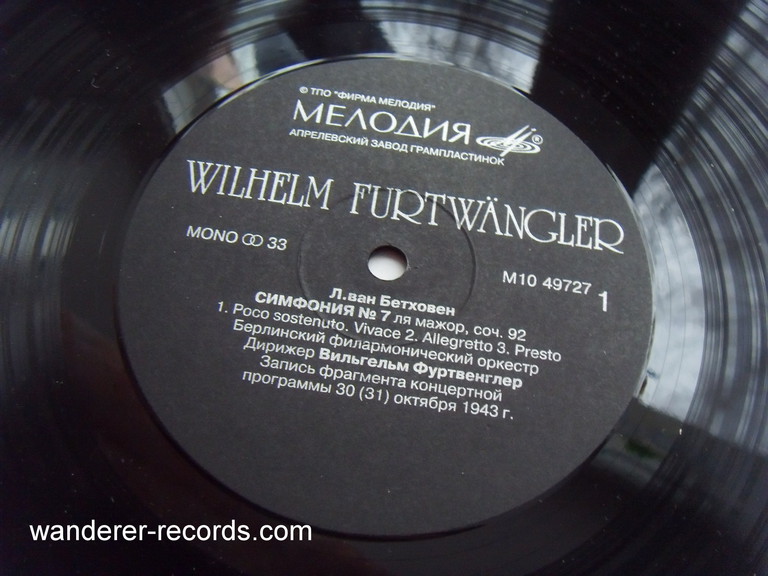 © ТПО "ФИРМА МЕЛОДИЯ"
МЕЛОДИЯ ®
АПРЕЛЕВСКИЙ ЗАВОД ГРАМПЛАСТИНОК
WILHELM FURTWÄNGLER
MONO 33
М10 49727 1
Л.ван Бетховен
СИМФОНИЯ № 7 ля мажор, соч. 92
1. Poco sostenuto. Vivace 2. Allegretto 3. Presto
Берлинский филармонический оркестр
Дирижер Вильгельм Фуртвенглер
Запись фрагмента концертной
программы 30 (31) октября 1943 г.
wanderer-records.com